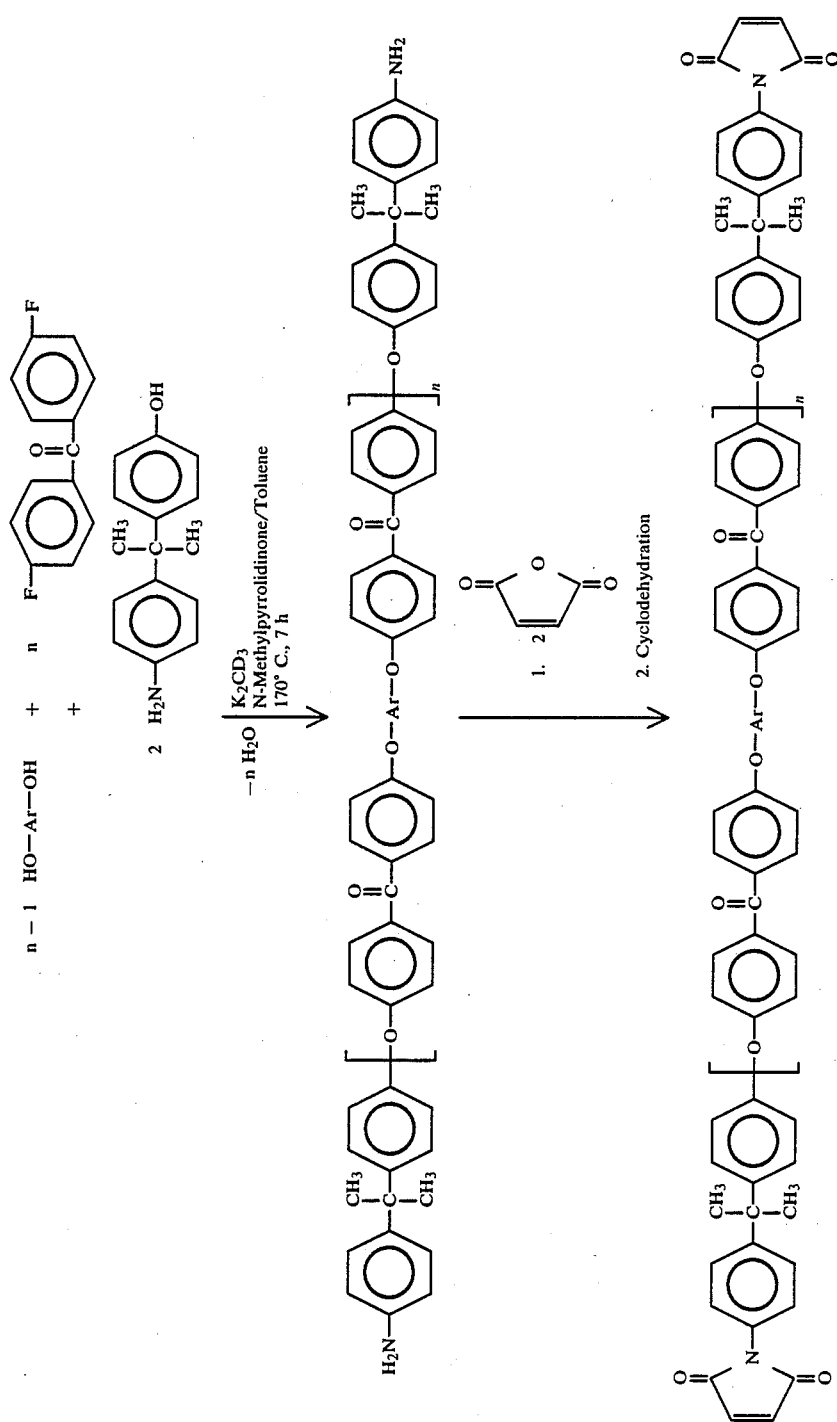 O
n − 1 HO—Ar—OH + n F C F
+
CH3
2 H2N C OH
CH3
K2CD3
N-Methylpyrrolidinone/Toluene
170° C., 7 h
−n H2O
CH3 O O CH3
H2N C O C O—Ar—O C O C NH2
CH3 n CH3
O O O
1. 2
2. Cyclodehydration
O CH3 O O CH3 O
N C O C O—Ar—O C O C N
O CH3 n CH3 O